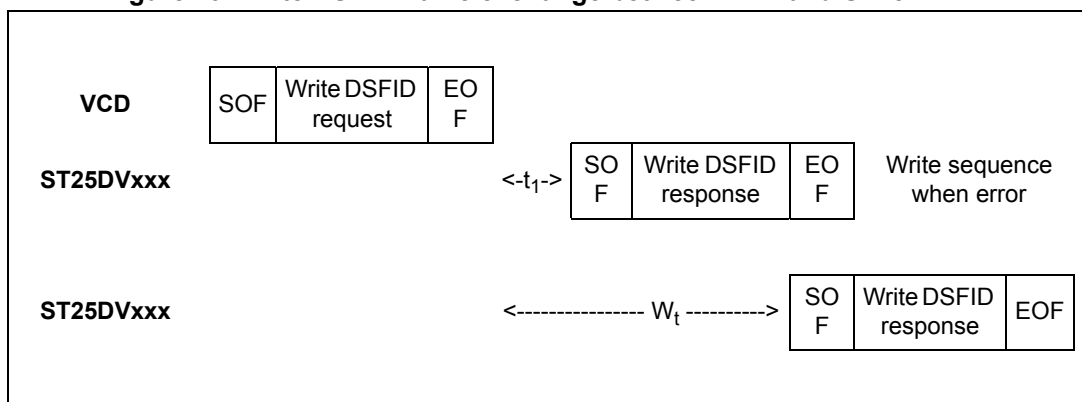 VCD
SOF
Write DSFID
request
EO
F
ST25DVxxx
<-t1->
SO
F
Write DSFID
response
EO
F
Write sequence
when error
ST25DVxxx
<---------------- Wt ---------->
SO
F
Write DSFID
response
EOF